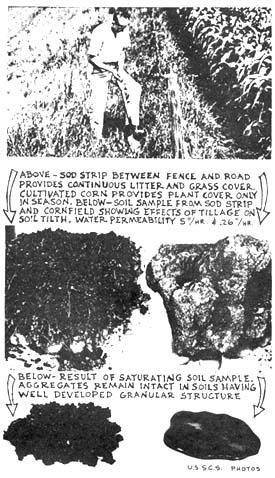 ABOVE - SOD STRIP BETWEEN FENCE AND ROAD
PROVIDES CONTINUOUS LITTER AND GRASS COVER.
CULTIVATED CORN PROVIDES PLANT COVER ONLY
IN SEASON. BELOW - SOIL SAMPLE FROM SOD STRIP
AND CORNFIELD SHOWING EFFECTS OF TILLAGE ON
SOIL TILTH. WATER PERMEABILITY 5"/HR. & .26"/HR.
BELOW - RESULT OF SATURATING SOIL SAMPLE.
AGGREGATES REMAIN INTACT IN SOILS HAVING
WELL DEVELOPED GRANULAR STRUCTURE
U.S S.C.S. PHOTOS